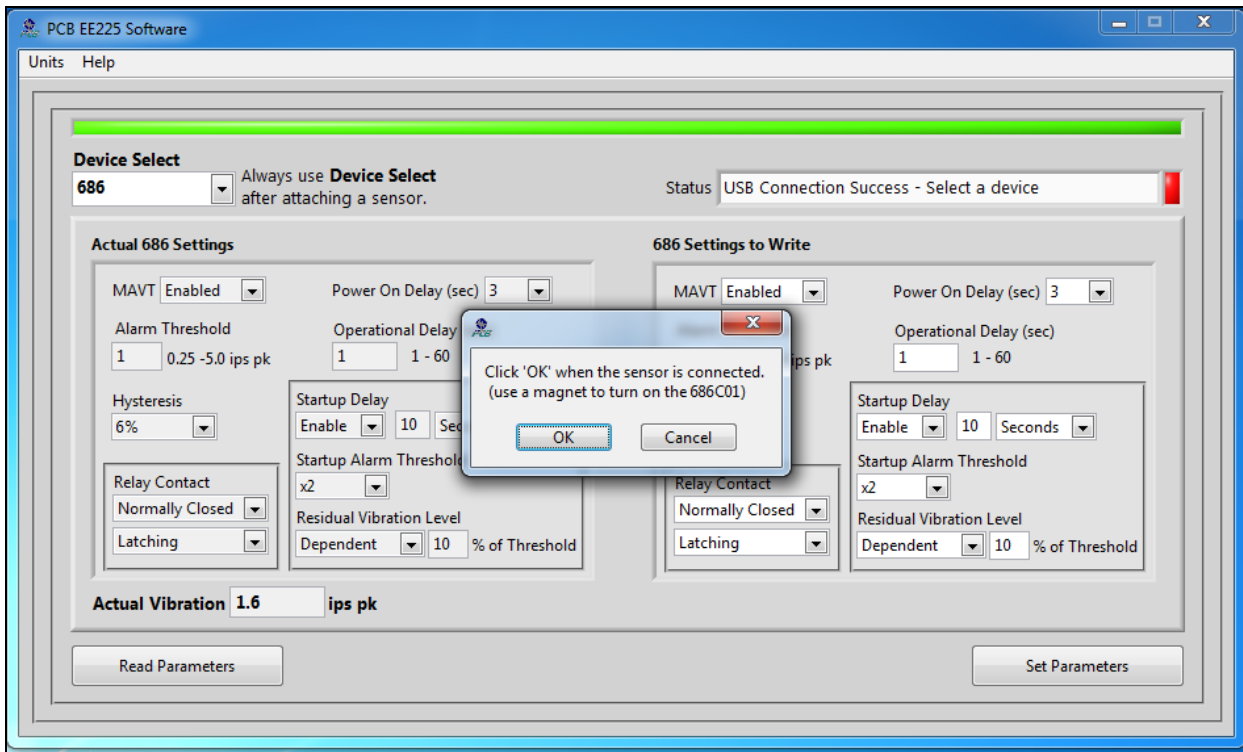 PCB EE225 Software
Units Help
Device Select
686
Always use Device Select
after attaching a sensor.
Status USB Connection Success - Select a device
Actual 686 Settings
MAVT Enabled
Power On Delay (sec) 3
Alarm Threshold
1 0.25 -5.0 ips pk
Operational Delay
1 1 - 60
Hysteresis
6%
Startup Delay
Enable 10
Startup Alarm Threshold
x2
Relay Contact
Normally Closed
Latching
Residual Vibration Level
Dependent 10 % of Threshold
Actual Vibration 1.6 ips pk
686 Settings to Write
MAVT Enabled
Power On Delay (sec) 3
ips pk
Operational Delay (sec)
1 1 - 60
Startup Delay
Enable 10 Seconds
Startup Alarm Threshold
x2
Relay Contact
Normally Closed
Latching
Residual Vibration Level
Dependent 10 % of Threshold
PCB
Click 'OK' when the sensor is connected.
(use a magnet to turn on the 686C01)
OK Cancel
Read Parameters
Set Parameters